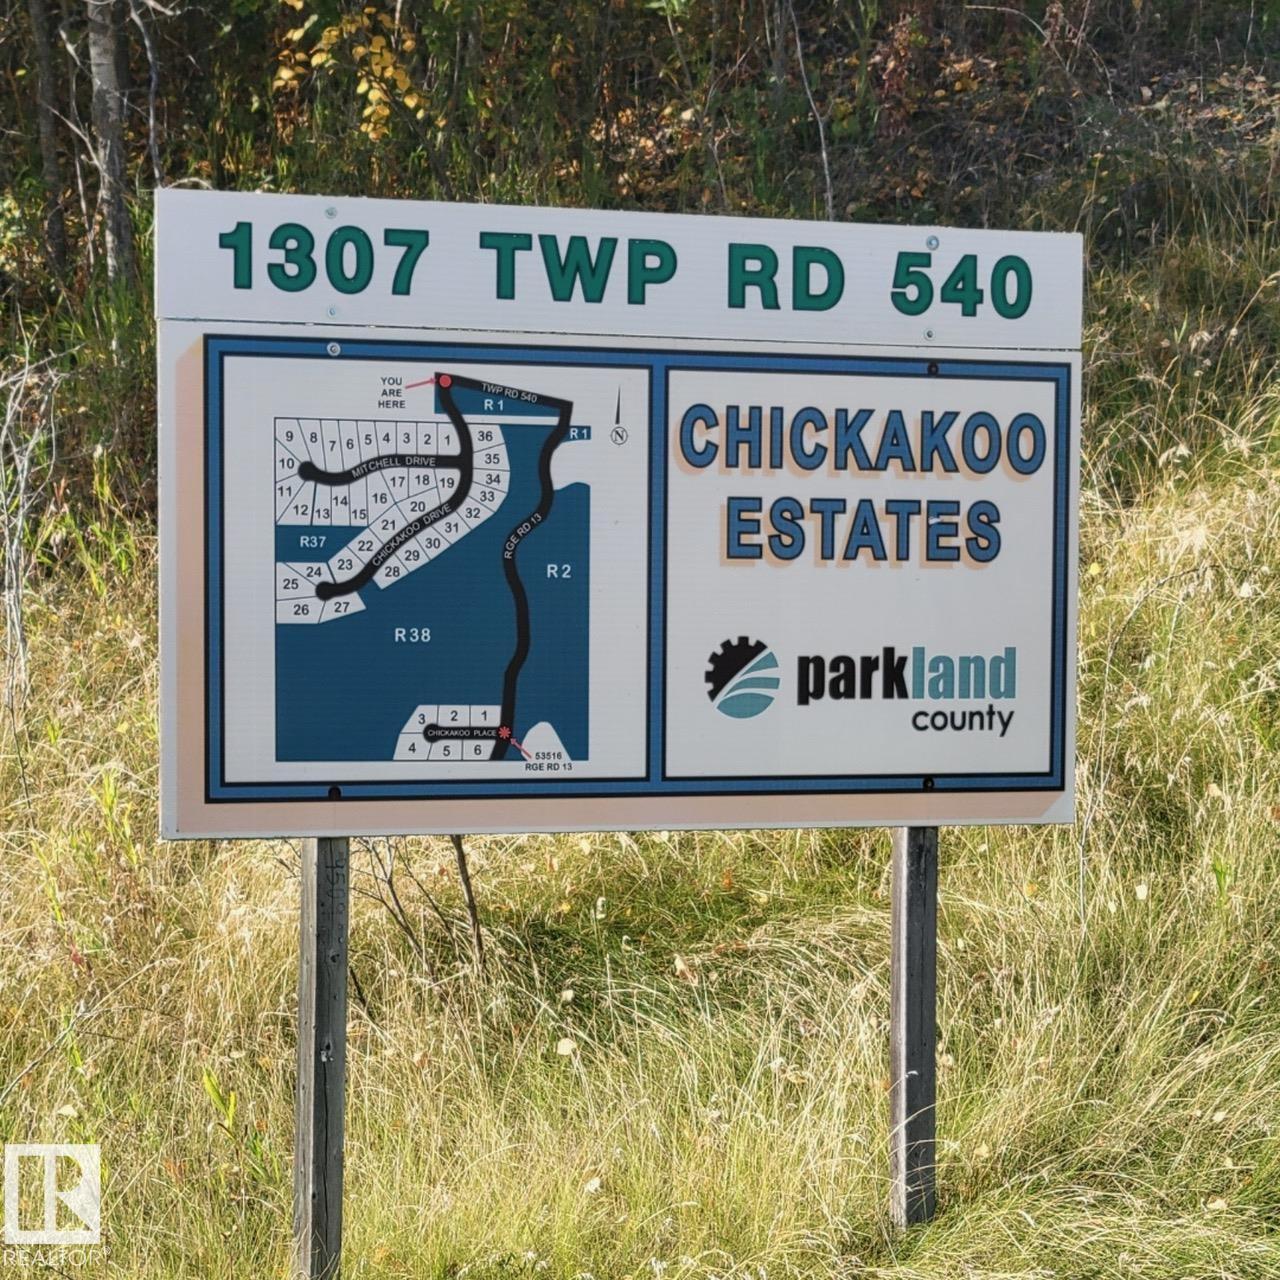 1307 TWP RD 540
YOU
ARE
HERE
TWP RD 540
R 1
R 1
9 8 7 6 5 4 3 2 1 36
10 MITCHELL DRIVE 35
11 12 13 14 15 16 17 18 19 34
33
20 32
21 CHICKAKOO DRIVE 31
22 30
R37
23 29
24 28
25
26 27
RGE RD 13
R 2
R38
3 2 1
CHICKAKOO PLACE
4 5 6
53516
RGE RD 13
N
CHICKAKOO
ESTATES
parkland
county
REALTOR®